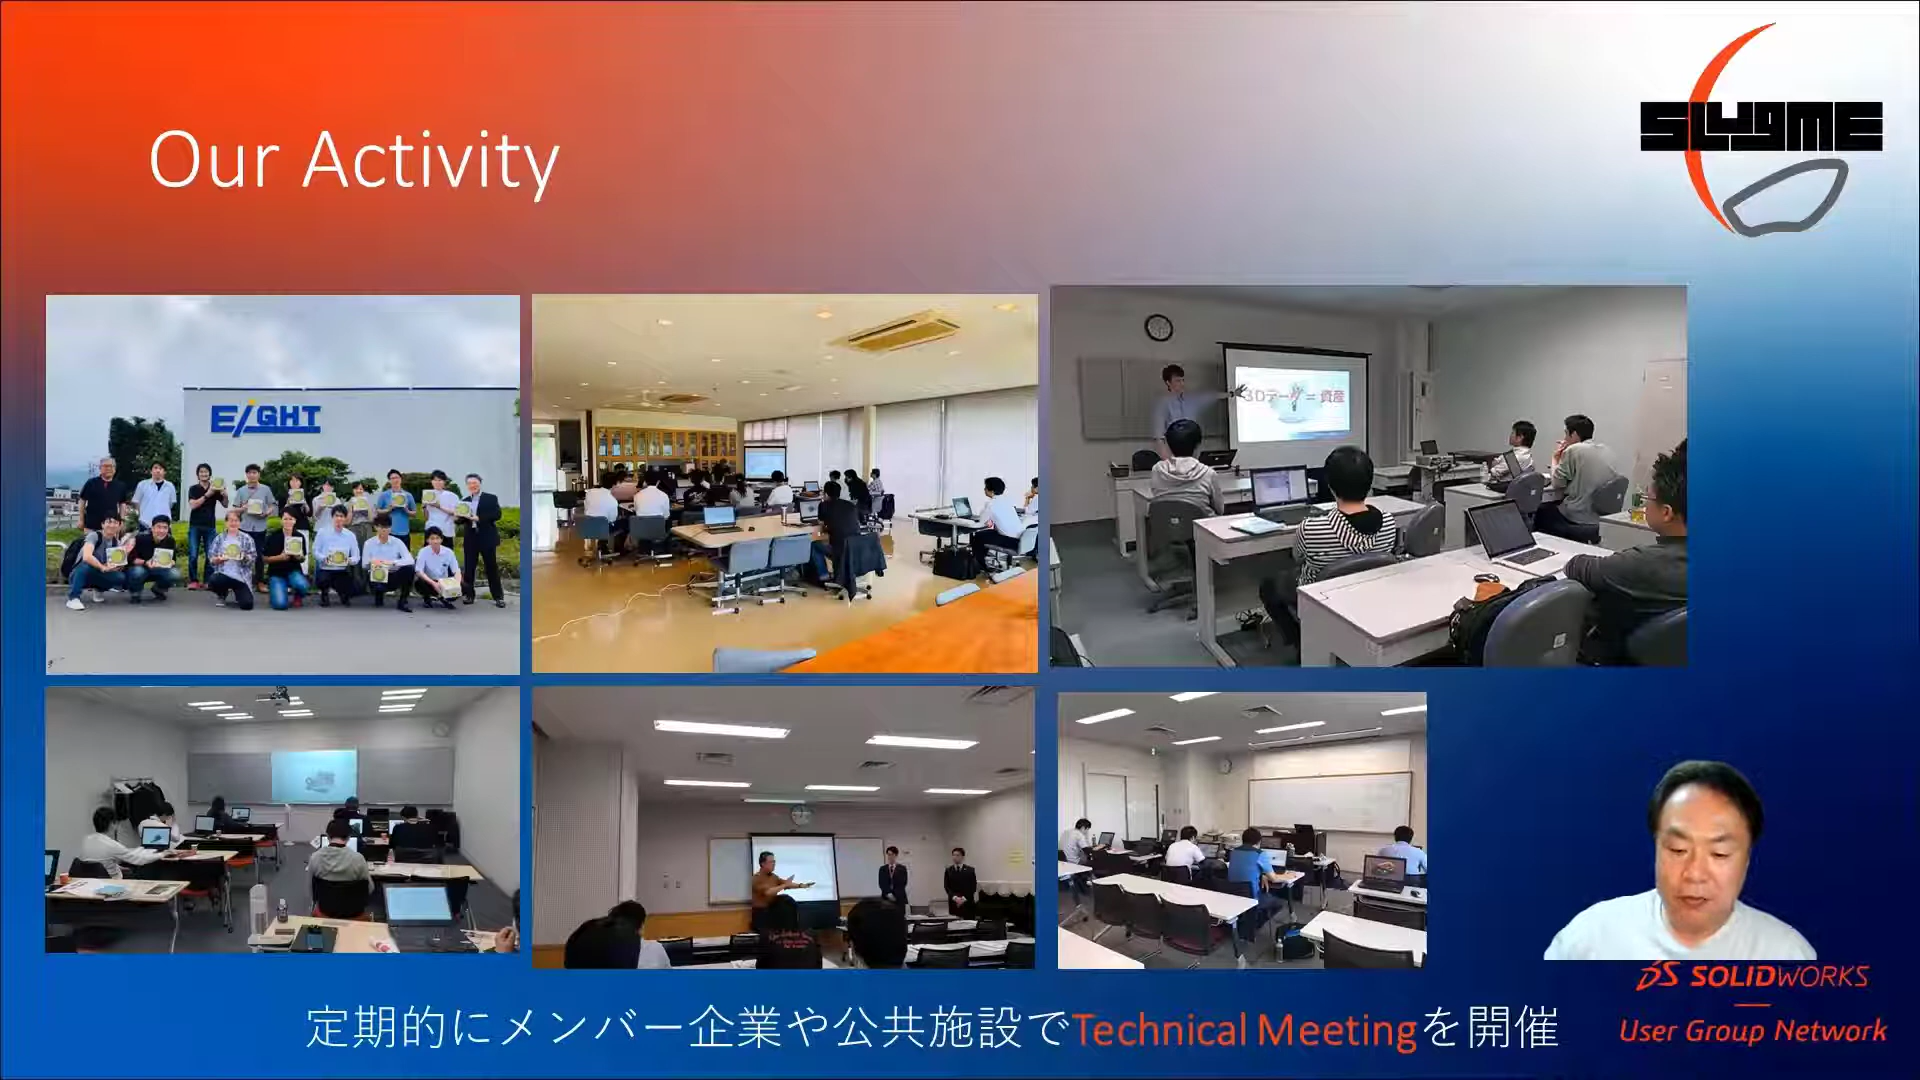 Our Activity
SLUGME
EIGHT
3Dデータ = 資産
定期的にメンバー企業や公共施設でTechnical Meetingを開催
3DS SOLIDWORKS
User Group Network